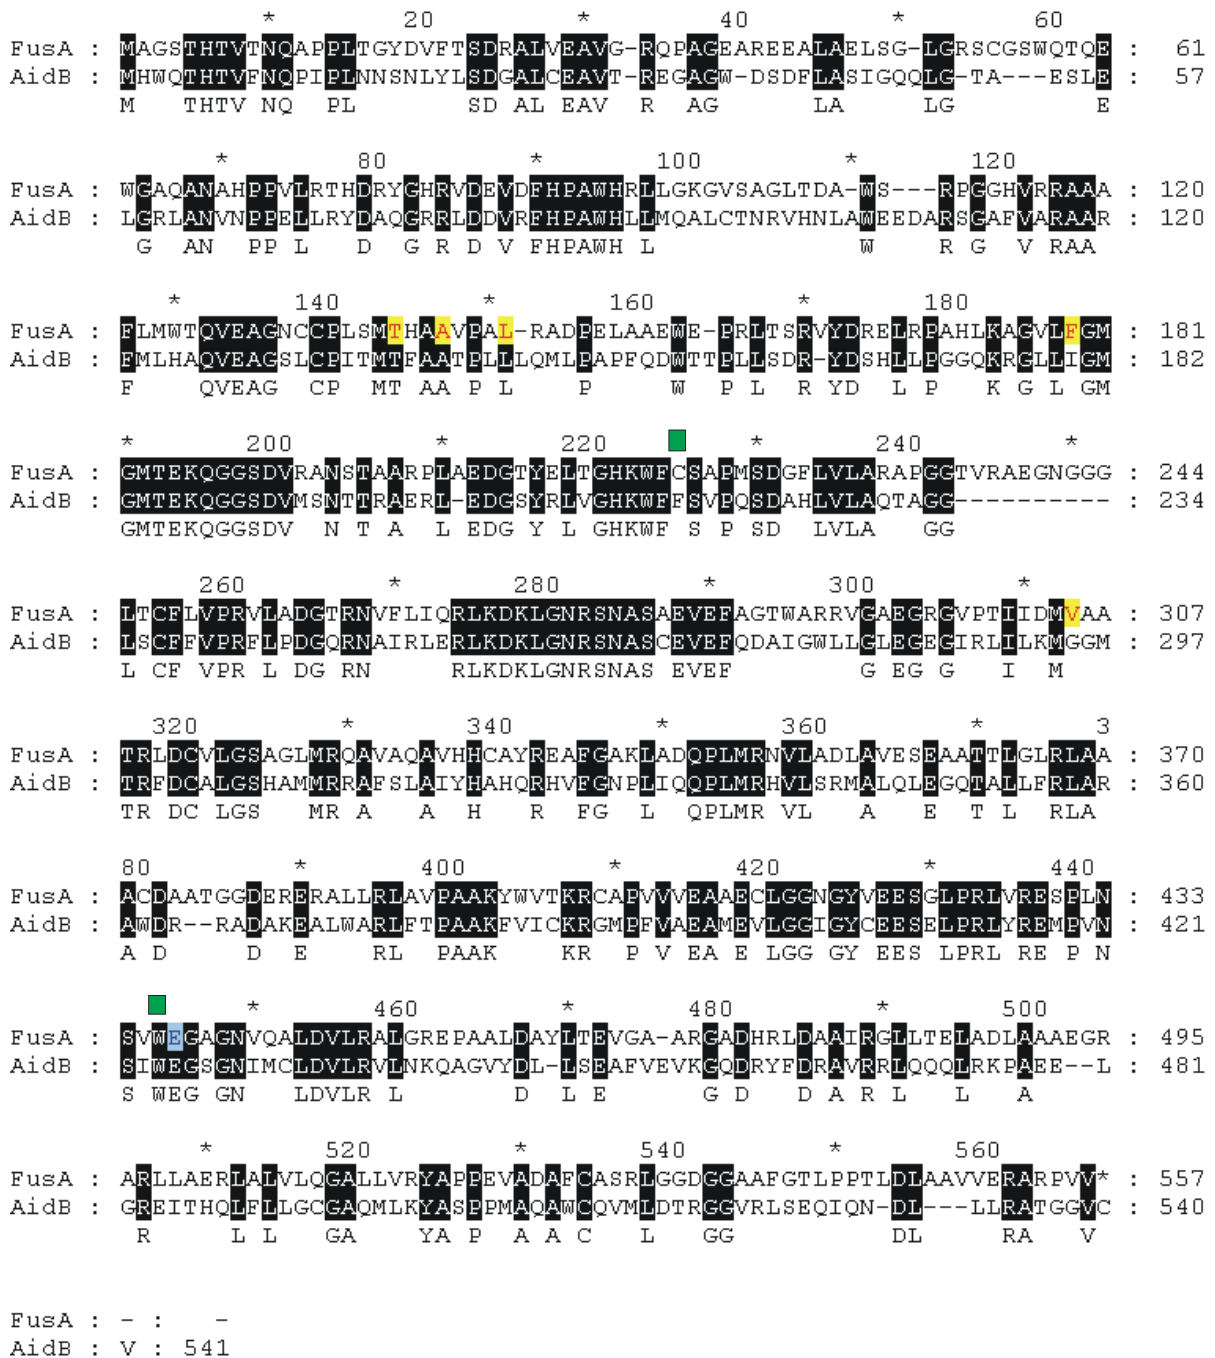 * 20 * 40 * 60
FusA : MAGSTHTVTNQAPPLTGYDVFTSDRALVEAVG-RQPAGEAREEALAELSG-LGRSCGSWQTQE : 61
AidB : MHWQTHTVFNQPIPLNNSNLYLSDGALCEAVT-REGAGW-DSDFLASIGQQLG-TA---ESLE : 57
M THTV NQ PL SD AL EAV R AG LA LG E
* 80 * 100 * 120
FusA : WGAQANAHPPVLRTHDRYGHRVDEVDFHPAWHRLLGKGVSAGLTDA-WS---RPGGHVRRAAA : 120
AidB : LGRLANVNPPELLRYDAQGRRLDDVRFHPAWHLLMQALCTNRVHNLAWEEDARSGAFVARAAR : 120
G AN PP L D G R D V FHPAWH L W R G V RAA
* 140 * 160 * 180
FusA : FLMWTQVEAGNCCPLSMTHAAVPAL-RADPELAAEWE-PRLTSRVYDRELRPAHLKAGVLFGM : 181
AidB : FMLHAQVEAGSLCPITMTFAATPLLLQMLPAPFQDWTTPLLSDR-YDSHLLPGGQKRGLLIGM : 182
F QVEAG CP MT AA P L P W P L R YD L P K G L GM
* 200 * 220 * 240 *
FusA : GMTEKQGGSDVRANSTAARPLAEDGTYELTGHKWFCSAPMSDGFLVLARAPGGTVRAEGNGGG : 244
AidB : GMTEKQGGSDVMSNTTRAERL-EDGSYRLVGHKWFFSVPQSDAHLVLAQTAGG---------- : 234
GMTEKQGGSDV N T A L EDG Y L GHKWF S P SD LVLA GG
260 * 280 * 300 *
FusA : LTCFLVPRVLADGTRNVFLIQRLKDKLGNRSNASAEVEFAGTWARRVGAEGRGVPTIIDMVAA : 307
AidB : LSCFFVPRFLPDGQRNAIRLERLKDKLGNRSNASCEVEFQDAIGWLLGLEGEGIRLILKMGGM : 297
L CF VPR L DG RN RLKDKLGNRSNAS EVEF G EG G I M
320 * 340 * 360 * 3
FusA : TRLDCVLGSAGLMRQAVAQAVHHCAYREAFGAKLADQPLMRNVLADLAVESEAATTLGLRLAA : 370
AidB : TRFDCALGSHAMMRRAFSLAIYHAHQRHVFGNPLIQQPLMRHVLSRMALQLEGQTALLFRLAR : 360
TR DC LGS MR A A H R FG L QPLMR VL A E T L RLA
80 * 400 * 420 * 440
FusA : ACDAATGGDERERALLRLAVPAAKYWVTKRCAPVVVEAAECLGGNGYVEESGLPRLVRESPLN : 433
AidB : AWDR--RADAKEALWARLFTPAAKFVICKRGMPFVAEAMEVLGGIGYCEESELPRLYREMPVN : 421
A D D E RL PAAK KR P V EA E LGG GY EES LPRL RE P N
* 460 * 480 * 500
FusA : SVWEGAGNVQALDVLRALGREPAALDAYLTEVGA-ARGADHRLDAAIRGLLTELADLAAAEGR : 495
AidB : SIWEGSGNIMCLDVLRVLNKQAGVYDL-LSEAFVEVKGQDRYFDRAVRRLQQQLRKPAEE--L : 481
S WEG GN LDVLR L D L E G D D A R L L A
* 520 * 540 * 560
FusA : ARLLAERLALVLQGALLVRYAPPEVADAFCASRLGGDGGAAFGTLPPTLDLAAVVERARPVV* : 557
AidB : GREITHQLFLLGCGAQMLKYASPPMAQAWCQVMLDTRGGVRLSEQIQN-DL---LLRATGGVC : 540
R L L GA YA P A A C L GG DL RA V
FusA : - : -
AidB : V : 541